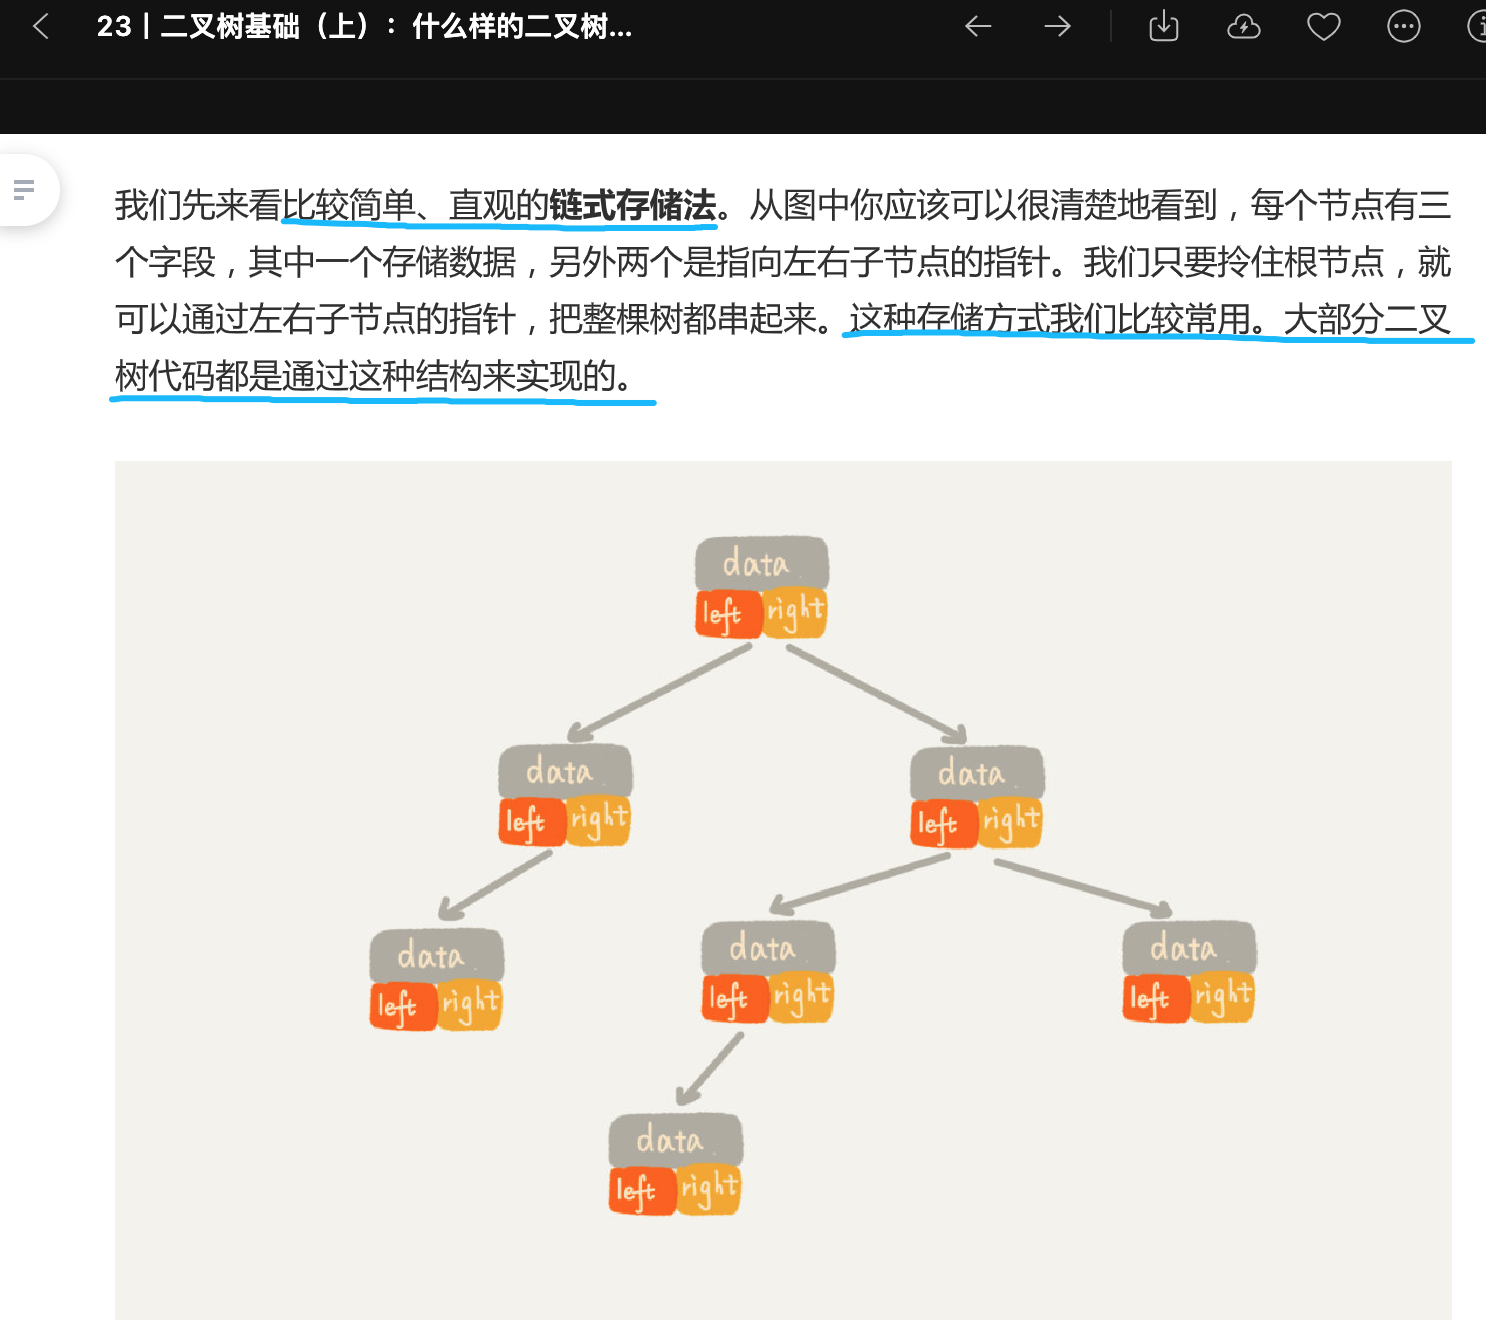 23 | 二叉树基础（上）：什么样的二叉树...
我们先来看比较简单、直观的链式存储法。从图中你应该可以很清楚地看到，每个节点有三
个字段，其中一个存储数据，另外两个是指向左右子节点的指针。我们只要拎住根节点，就
可以通过左右子节点的指针，把整棵树都串起来。这种存储方式我们比较常用。大部分二叉
树代码都是通过这种结构来实现的。
data
left right
data data
left right left right
data data data
left right left right left right
data
left right